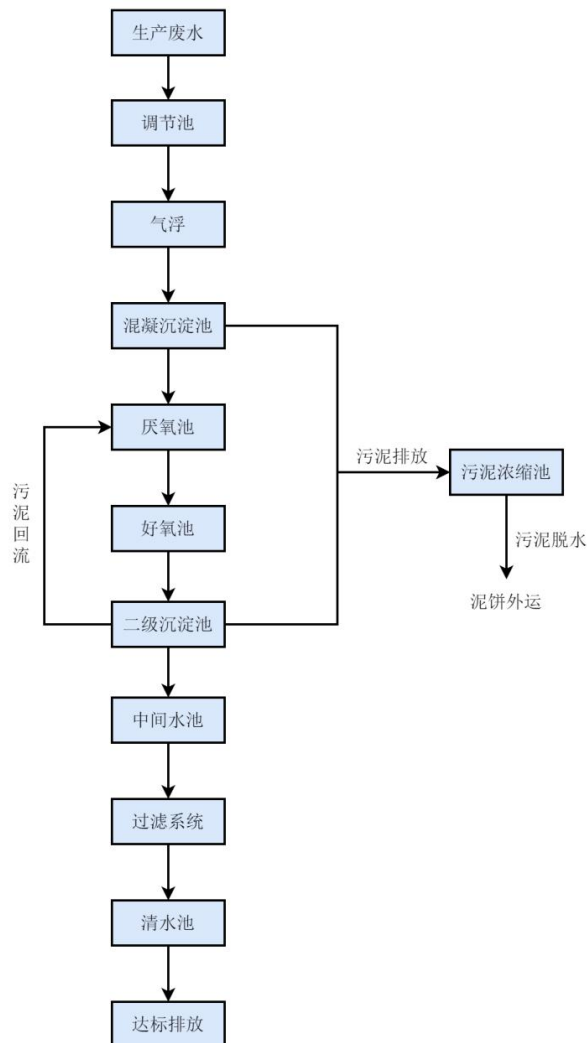 生产废水
调节池
气浮
混凝沉淀池
厌氧池
污泥排放
污泥浓缩池
污泥回流
好氧池
污泥脱水
泥饼外运
二级沉淀池
中间水池
过滤系统
清水池
达标排放